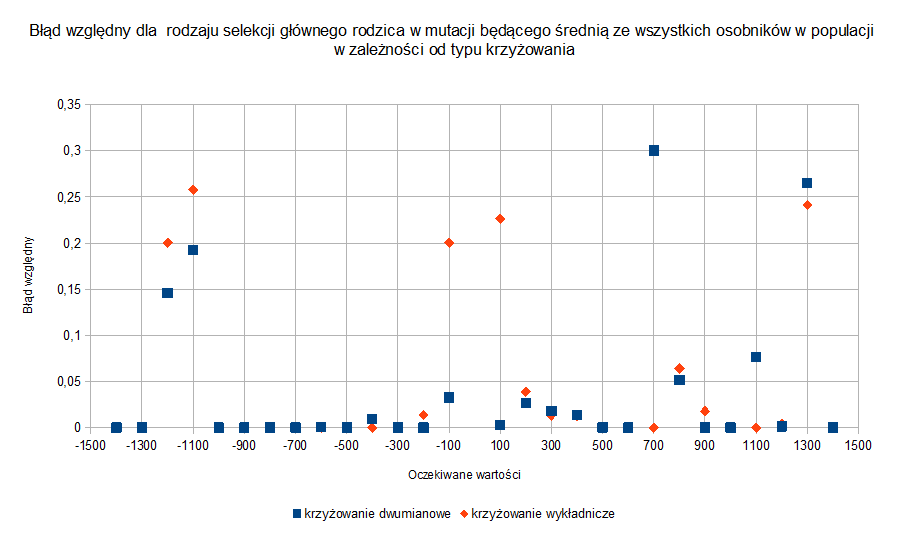 Błąd względny dla  rodzaju selekcji głównego rodzica w mutacji będącego średnią ze wszystkich osobników w populacji
w zależności od typu krzyżowania
0,35
0,3
0,25
0,2
0,15
0,1
0,05
0
Błąd względny
-1500 -1300 -1100 -900 -700 -500 -300 -100 100 300 500 700 900 1100 1300 1500
Oczekiwane wartości
krzyżowanie dwumianowe krzyżowanie wykładnicze